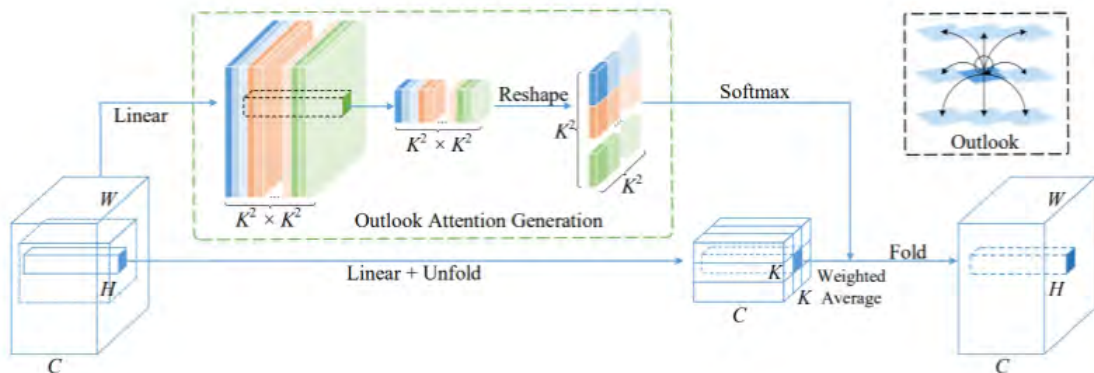 Linear
Reshape
Softmax
K² × K²
K²
K²
...
...
...
K² × K²
Outlook Attention Generation
Outlook
W
H
C
Linear + Unfold
K
K
C
Weighted
Average
Fold
W
H
C